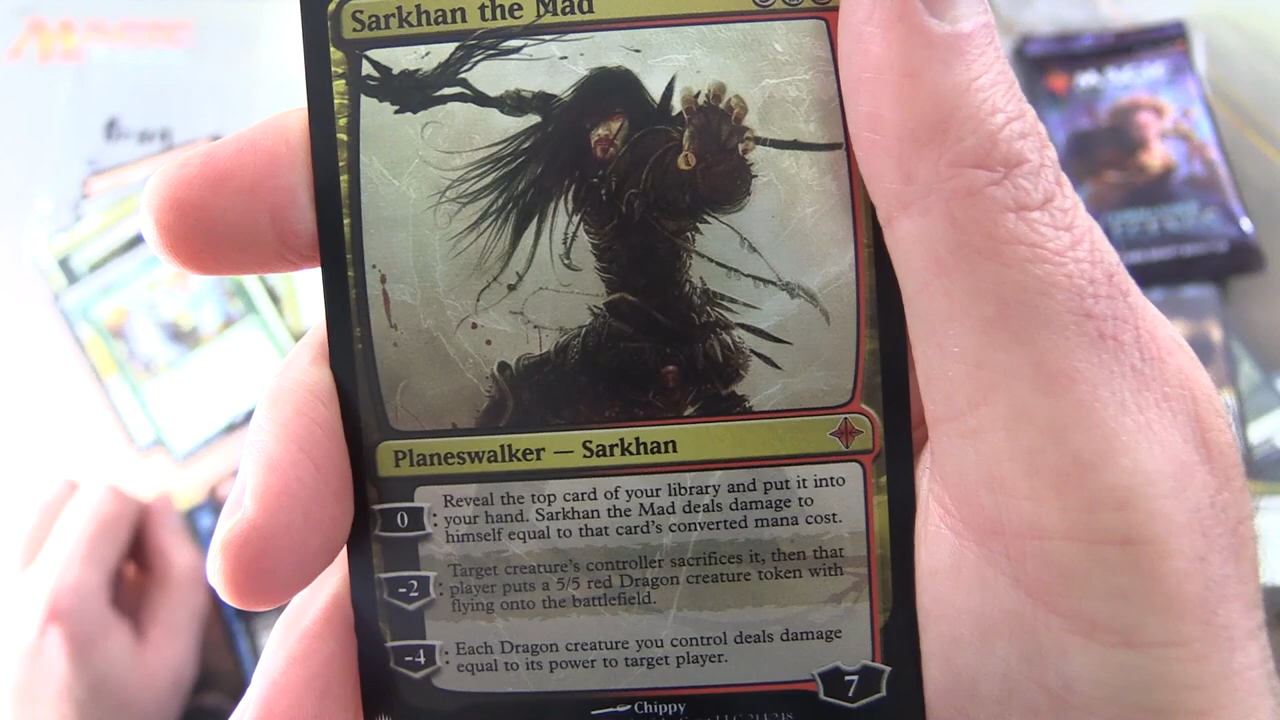 MAGIC
Sarkhan the Mad
MAGIC
Planeswalker — Sarkhan
Reveal the top card of your library and put it into
0 : your hand. Sarkhan the Mad deals damage to
himself equal to that card's converted mana cost.
Target creature's controller sacrifices it, then that
-2 : player puts a 5/5 red Dragon creature token with
flying onto the battlefield.
-4 : Each Dragon creature you control deals damage
equal to its power to target player.
7
Chippy